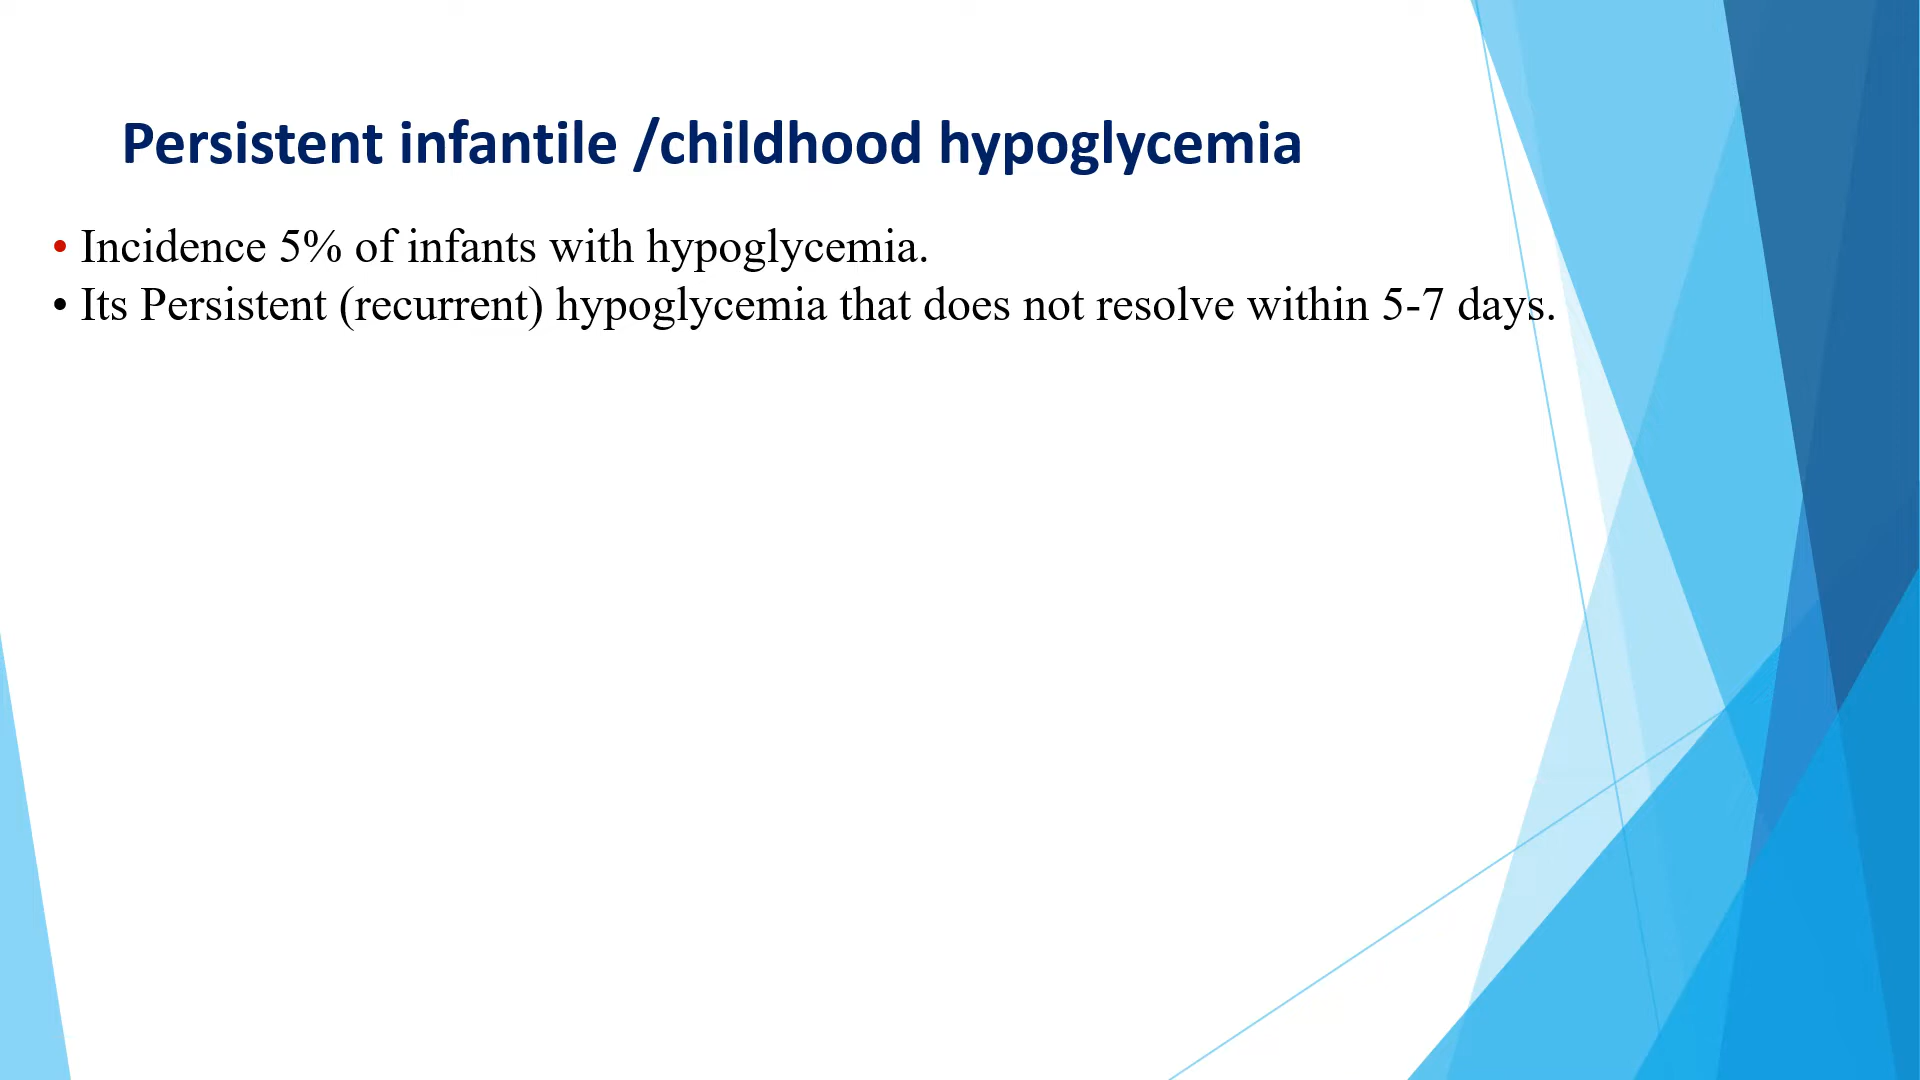 Persistent infantile /childhood hypoglycemia
• Incidence 5% of infants with hypoglycemia.
• Its Persistent (recurrent) hypoglycemia that does not resolve within 5-7 days.